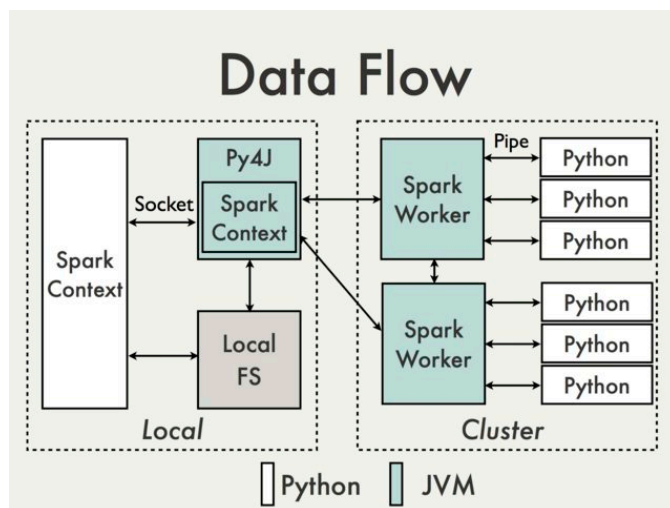 Data Flow
Spark
Context
Socket
Py4J
Spark
Context
Local
FS
Local
Spark
Worker
Spark
Worker
Pipe
Python
Python
Python
Python
Python
Python
Cluster
Python
JVM